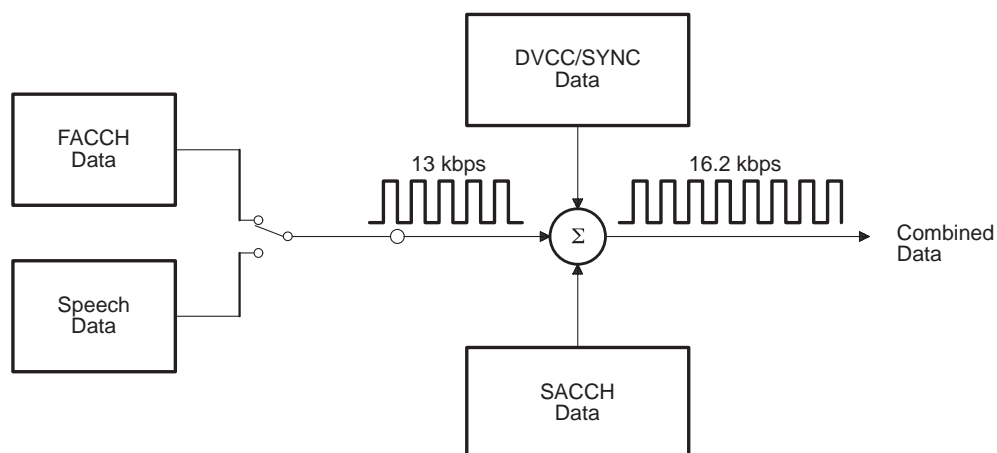 DVCC/SYNC
Data
FACCH
Data
13 kbps
16.2 kbps
Σ
Combined
Data
Speech
Data
SACCH
Data